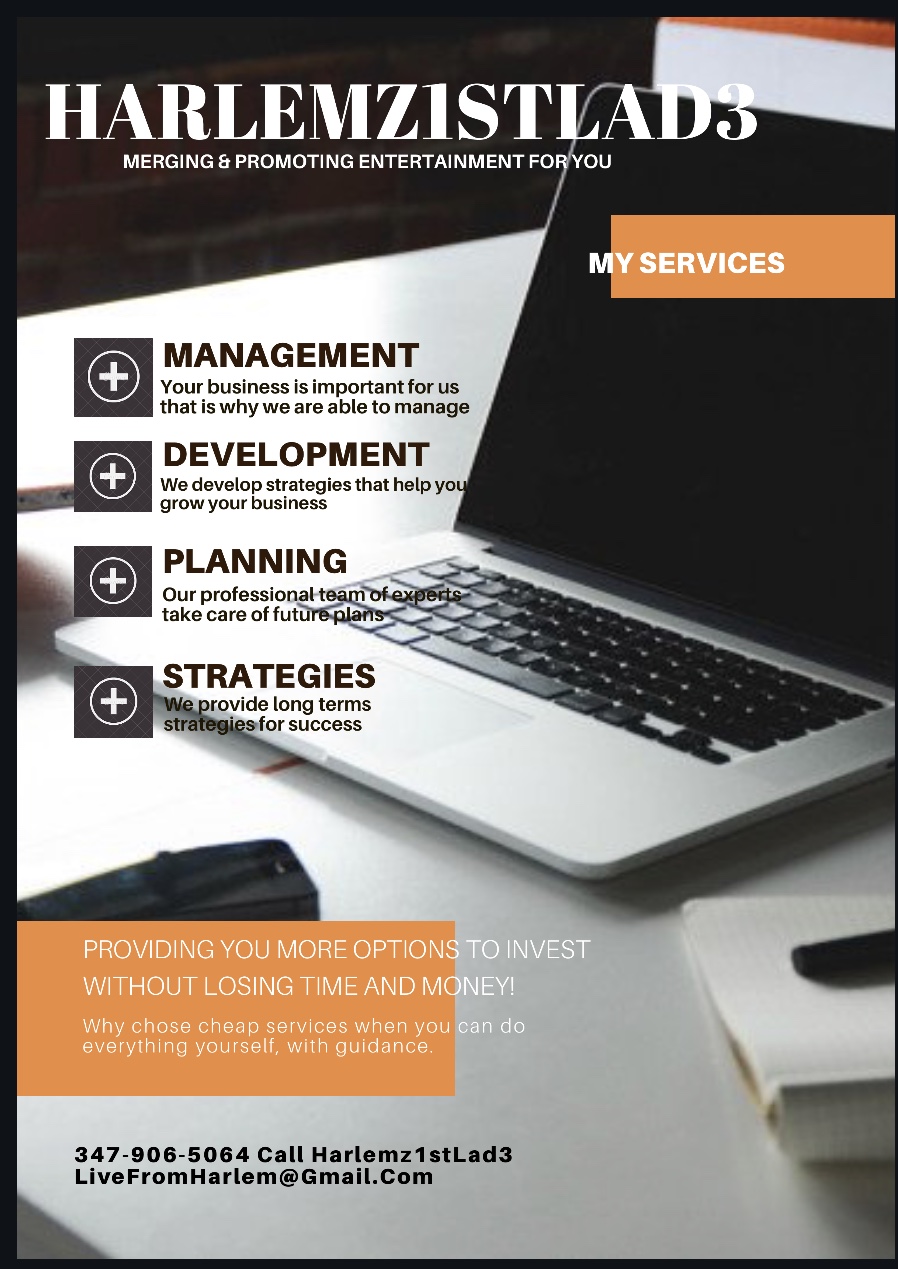 HARLEMZ1STLAD3
MERGING & PROMOTING ENTERTAINMENT FOR YOU
MY SERVICES
MANAGEMENT
Your business is important for us
that is why we are able to manage
DEVELOPMENT
We develop strategies that help you
grow your business
PLANNING
Our professional team of experts
take care of future plans
STRATEGIES
We provide long terms
strategies for success
PROVIDING YOU MORE OPTIONS TO INVEST
WITHOUT LOSING TIME AND MONEY!
Why chose cheap services when you can do
everything yourself, with guidance.
347-906-5064 Call Harlemz1stLad3
LiveFromHarlem@Gmail.Com